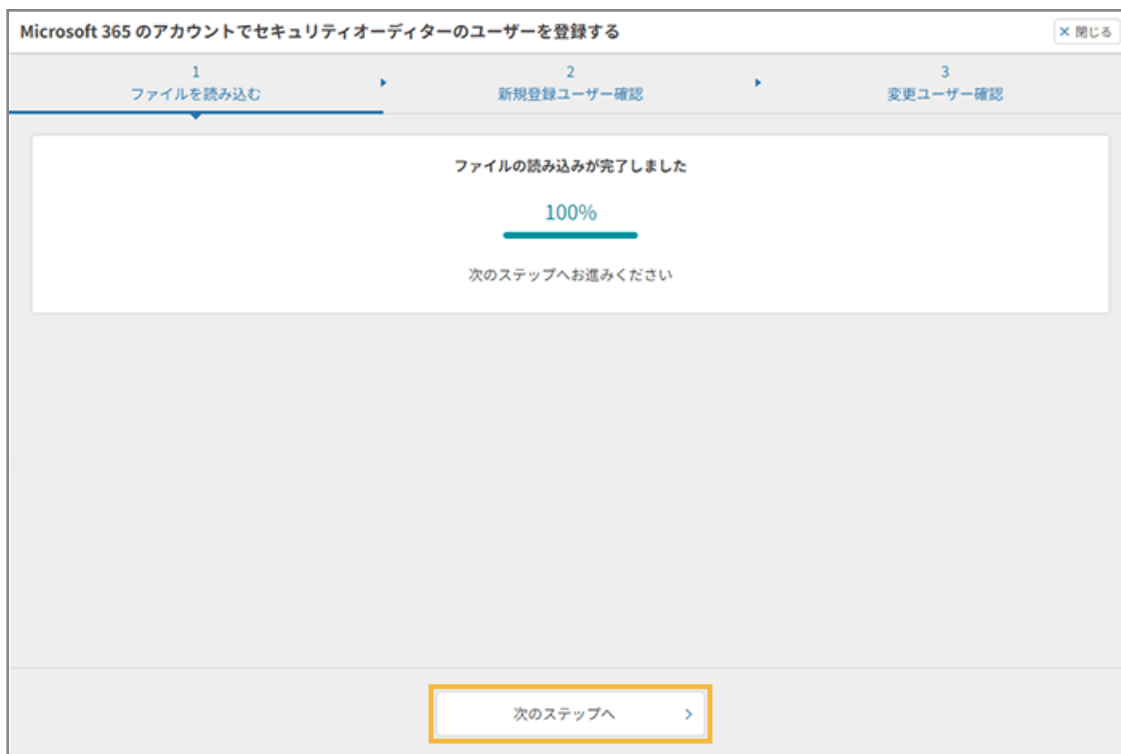 Microsoft 365 のアカウントでセキュリティオーディターのユーザーを登録する
× 閉じる
1
ファイルを読み込む
2
新規登録ユーザー確認
3
変更ユーザー確認
ファイルの読み込みが完了しました
100%
次のステップへお進みください
次のステップへ